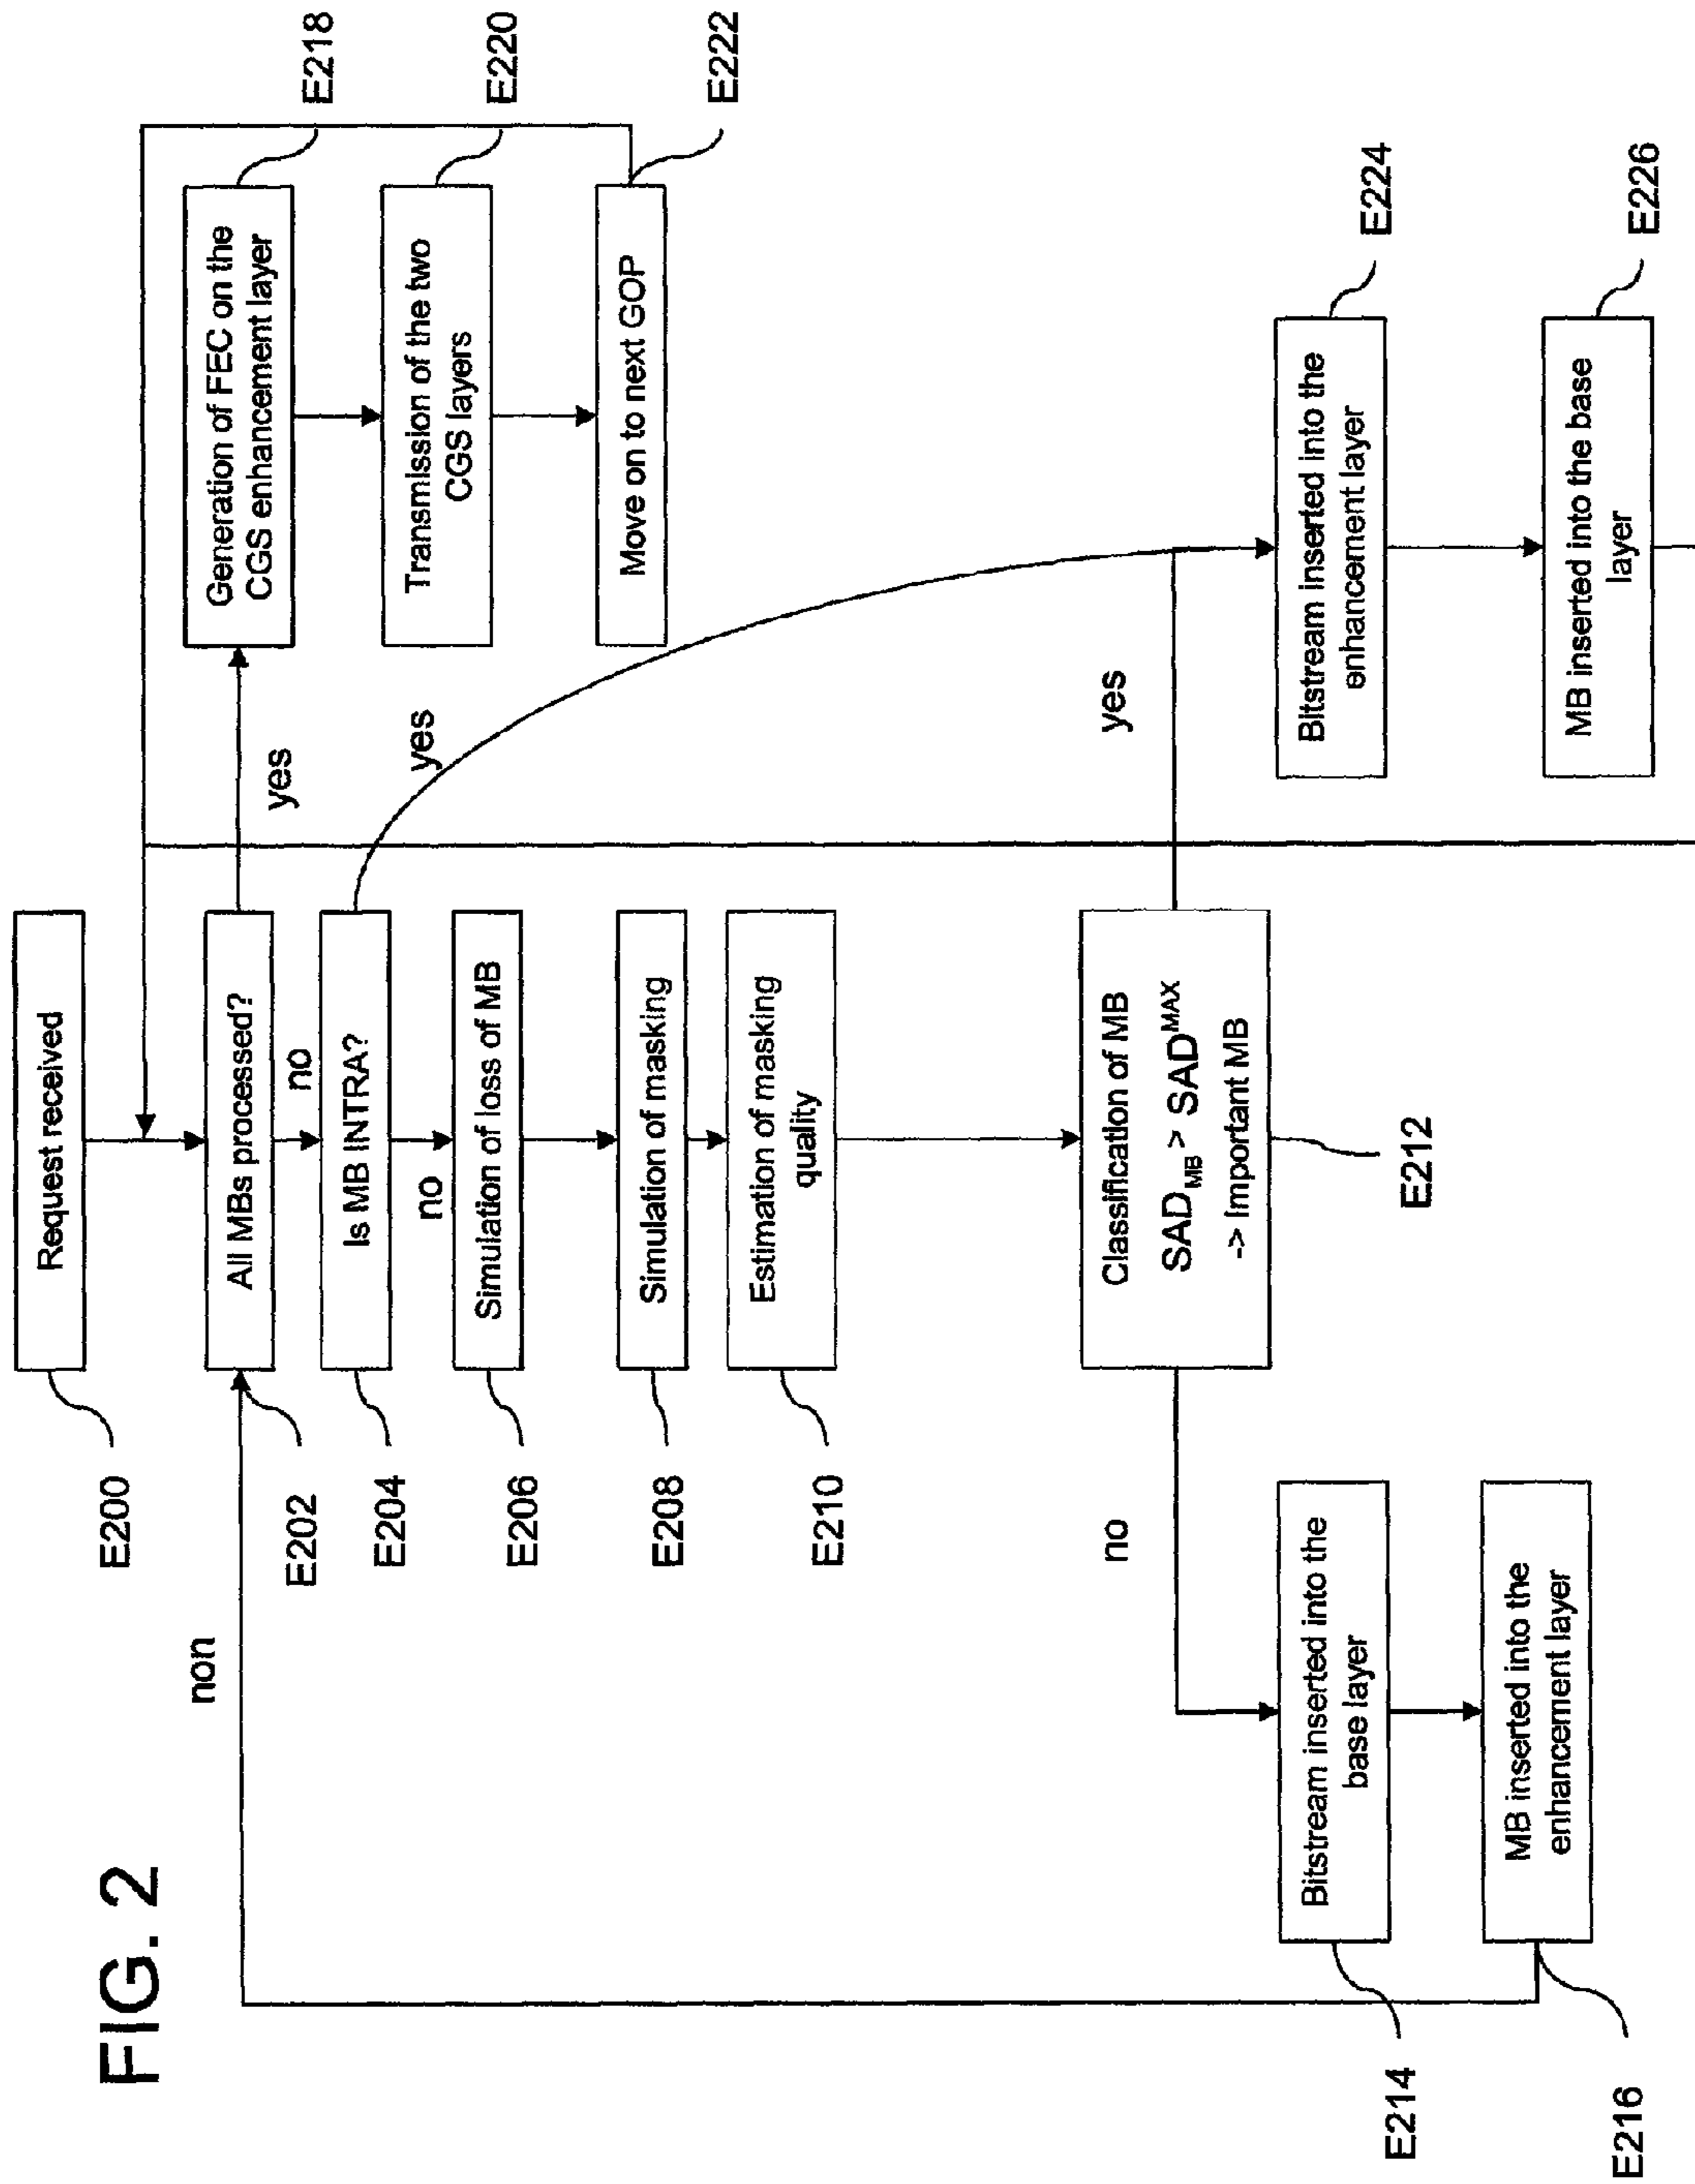 FIG. 2
E200
Request received
non
E202
All MBs processed?
yes
Generation of FEC on the
CGS enhancement layer
E218
no
E204
Is MB INTRA?
yes
Transmission of the two
CGS layers
E220
no
E206
Simulation of loss of MB
Move on to next GOP
E222
E208
Simulation of masking
E210
Estimation of masking
quality
no
Classification of MB
SAD_MB > SAD^MAX
-> Important MB
E212
yes
E214
Bitstream inserted into the
base layer
Bitstream inserted into the
enhancement layer
E224
E216
MB inserted into the
enhancement layer
MB inserted into the base
layer
E226